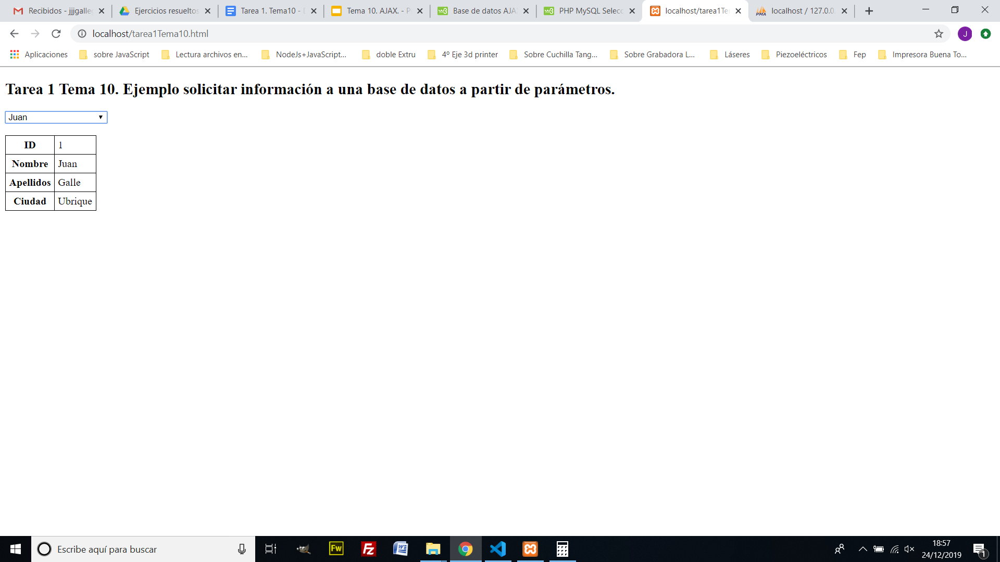 Recibidos - jjjgalle
Ejercicios resueltos
Tarea 1. Tema10 -
Tema 10. AJAX. - P
Base de datos AJA
PHP MySQL Selecc
localhost/tarea1Te
localhost / 127.0.0.
localhost/tarea1Tema10.html
J
Aplicaciones
sobre JavaScript
Lectura archivos en...
NodeJs+JavaScript...
doble Extru
4º Eje 3d printer
Sobre Cuchilla Tang...
Sobre Grabadora L...
Láseres
Piezoeléctricos
Fep
Impresora Buena To...
Tarea 1 Tema 10. Ejemplo solicitar información a una base de datos a partir de parámetros.
Juan
ID 1
Nombre Juan
Apellidos Galle
Ciudad Ubrique
Escribe aquí para buscar
Fw
18:57
24/12/2019
1